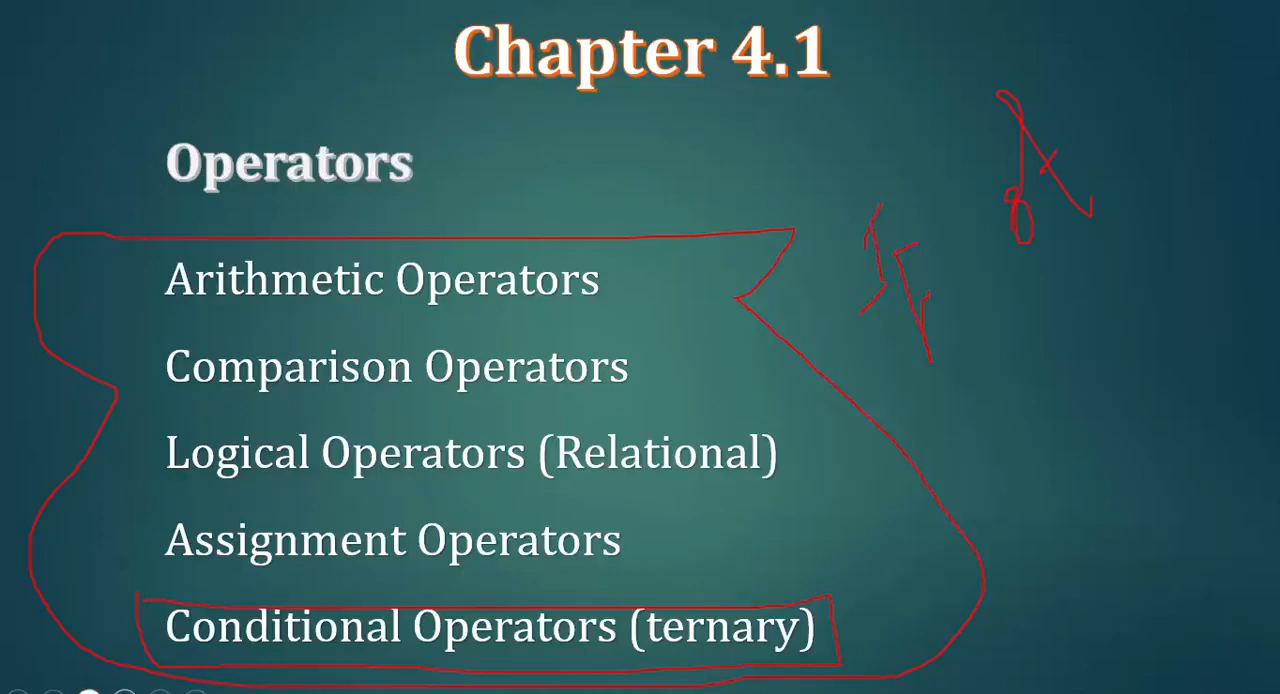 Chapter 4.1
Operators
Arithmetic Operators
Comparison Operators
Logical Operators (Relational)
Assignment Operators
Conditional Operators (ternary)